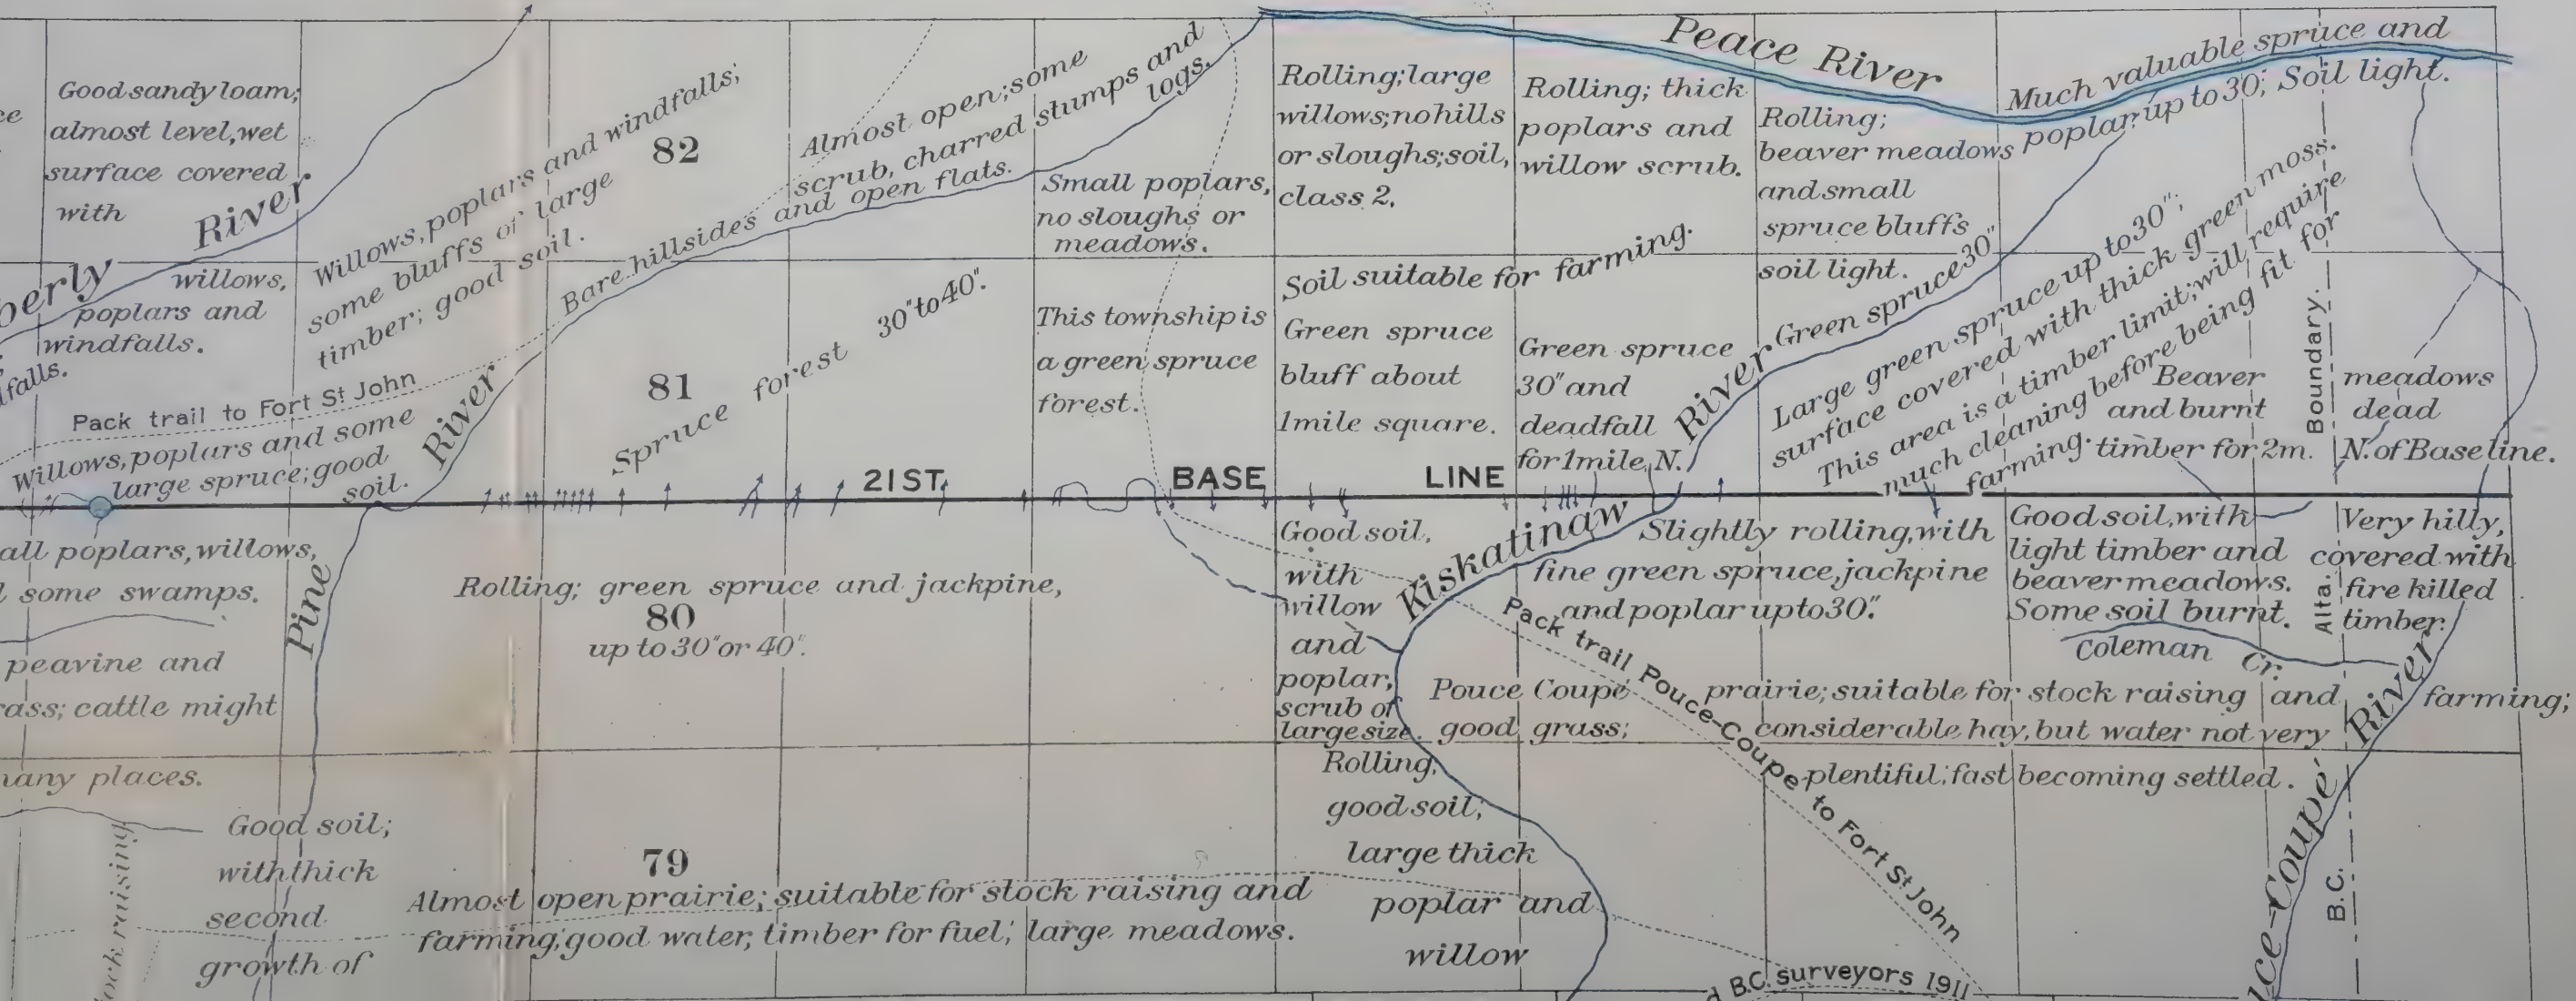 Peace River
Much valuable spruce and
poplar up to 30"; Soil light.
Good sandy loam;
almost level, wet
surface covered
with
willows,
poplars and
windfalls.
falls.
berly
River
Willows, poplars and windfalls;
some bluffs of large
timber; good soil.
82
Almost open; some
scrub, charred stumps and
logs.
Bare hillsides and open flats.
Small poplars,
no sloughs or
meadows.
Rolling; large
willows; no hills
or sloughs; soil,
class 2.
Rolling; thick
poplars and
willow scrub.
Rolling;
beaver meadows
and small
spruce bluffs
soil light.
Soil suitable for farming.
Pack trail to Fort St John
Willows, poplars and some
large spruce; good
soil.
River
81
Spruce forest 30" to 40".
This township is
a green spruce
forest.
Green spruce
bluff about
1 mile square.
Green spruce
30" and
deadfall
for 1 mile, N.
River
Green spruce 30"
Large green spruce up to 30";
surface covered with thick green moss.
This area is a timber limit; will require
much cleaning before being fit for
farming.
Beaver meadows
and burnt dead
timber for 2m. N. of Base line.
Boundary.
21ST. BASE LINE
all poplars, willows,
some swamps.
peavine and
ass; cattle might
many places.
Pine
Rolling; green spruce and jackpine,
80
up to 30" or 40".
Good soil,
with
willow
and
poplar,
scrub of
large size.
Kiskatinaw
Slightly rolling, with
fine green spruce, jackpine
and poplar up to 30".
Good soil, with
light timber and
beaver meadows.
Some soil burnt.
Very hilly,
covered with
fire killed
timber.
Alta.
Coleman Cr.
Pack trail Pouce-Coupe to Fort St John
Pouce Coupé prairie; suitable for stock raising and farming;
good grass; considerable hay, but water not very
plentiful; fast becoming settled.
River
Rolling,
good soil;
large thick
poplar and
willow
Good soil;
with thick
second
growth of
ock raising
79
Almost open prairie; suitable for stock raising and
farming; good water, timber for fuel; large meadows.
uce-Coupé
B.C.
B.C. surveyors 1911